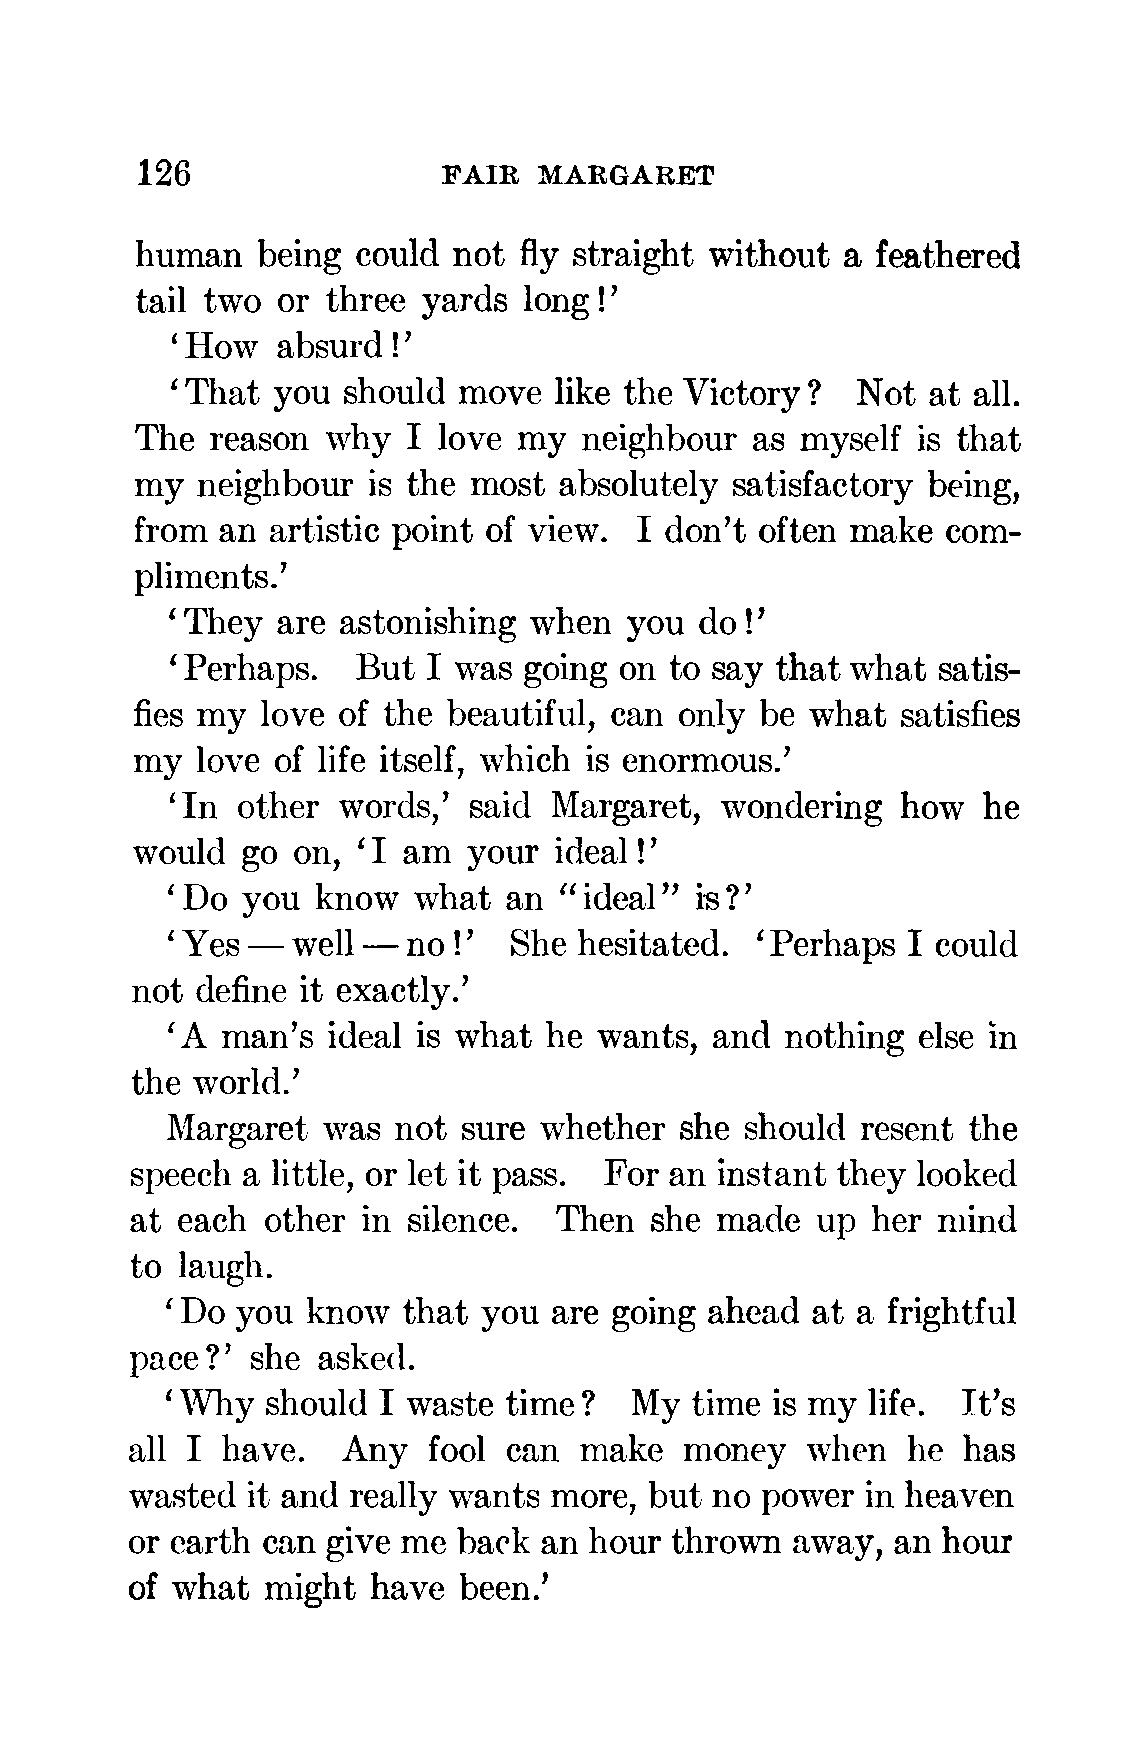 126 FAIR MARGARET
human being could not fly straight without a feathered
tail two or three yards long!'
'How absurd!'
'That you should move like the Victory? Not at all.
The reason why I love my neighbour as myself is that
my neighbour is the most absolutely satisfactory being,
from an artistic point of view. I don't often make com-
pliments.'
'They are astonishing when you do!'
'Perhaps. But I was going on to say that what satis-
fies my love of the beautiful, can only be what satisfies
my love of life itself, which is enormous.'
'In other words,' said Margaret, wondering how he
would go on, 'I am your ideal!'
'Do you know what an "ideal" is?'
'Yes — well — no!' She hesitated. 'Perhaps I could
not define it exactly.'
'A man's ideal is what he wants, and nothing else in
the world.'
Margaret was not sure whether she should resent the
speech a little, or let it pass. For an instant they looked
at each other in silence. Then she made up her mind
to laugh.
'Do you know that you are going ahead at a frightful
pace?' she asked.
'Why should I waste time? My time is my life. It's
all I have. Any fool can make money when he has
wasted it and really wants more, but no power in heaven
or earth can give me back an hour thrown away, an hour
of what might have been.'